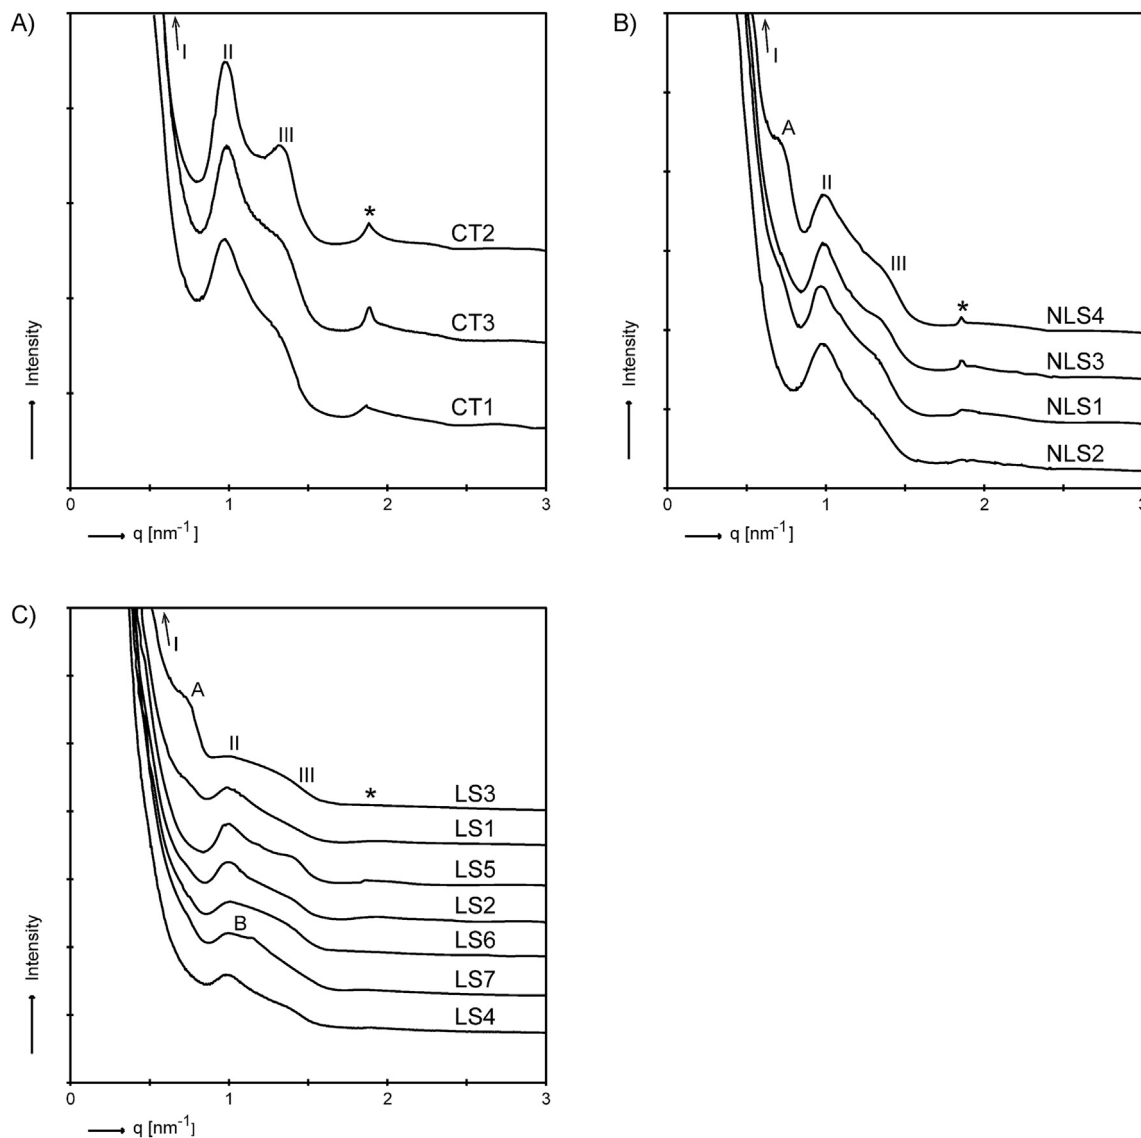 A)
I
II
III
*
CT2
CT3
CT1
Intensity
0
1
2
3
q [nm-1]
B)
I
A
II
III
*
NLS4
NLS3
NLS1
NLS2
Intensity
0
1
2
3
q [nm-1]
C)
I
A
II
III
*
LS3
LS1
LS5
LS2
LS6
B
LS7
LS4
Intensity
0
1
2
3
q [nm-1]